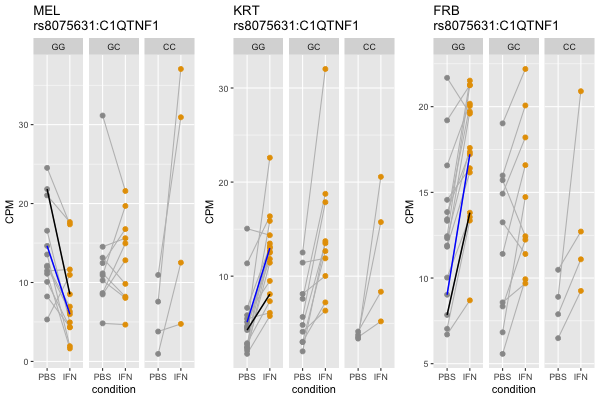 MEL
rs8075631:C1QTNF1
GG GC CC
30
20
10
0
CPM
PBS IFN PBS IFN PBS IFN
condition
KRT
rs8075631:C1QTNF1
GG GC CC
30
20
10
CPM
PBS IFN PBS IFN PBS IFN
condition
FRB
rs8075631:C1QTNF1
GG GC CC
20
15
10
5
CPM
PBS IFN PBS IFN PBS IFN
condition